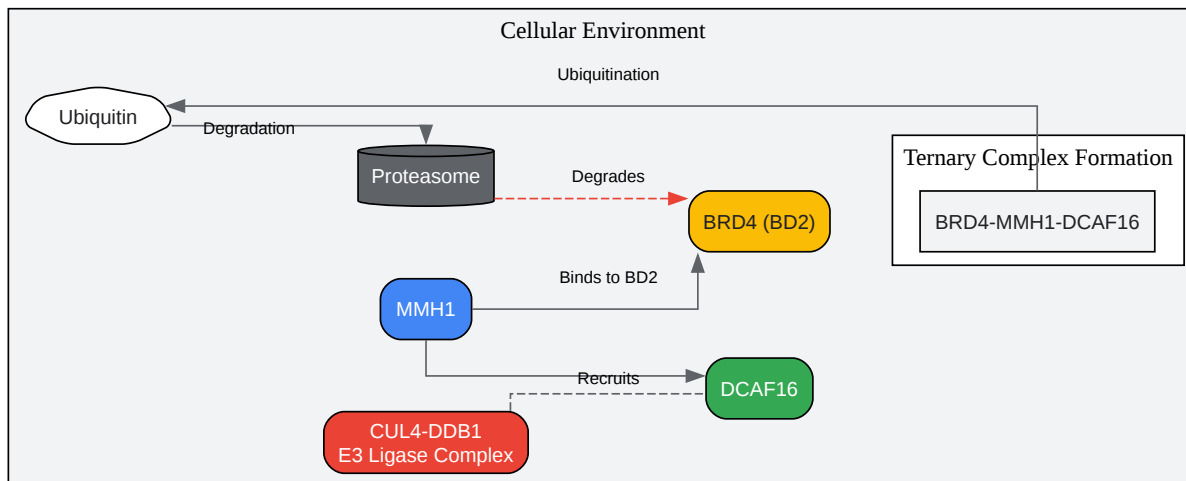 Cellular Environment
Ubiquitination
Ubiquitin
Degradation
Ternary Complex Formation
Proteasome
Degrades
BRD4 (BD2)
BRD4-MMH1-DCAF16
Binds to BD2
MMH1
Recruits
DCAF16
CUL4-DDB1
E3 Ligase Complex